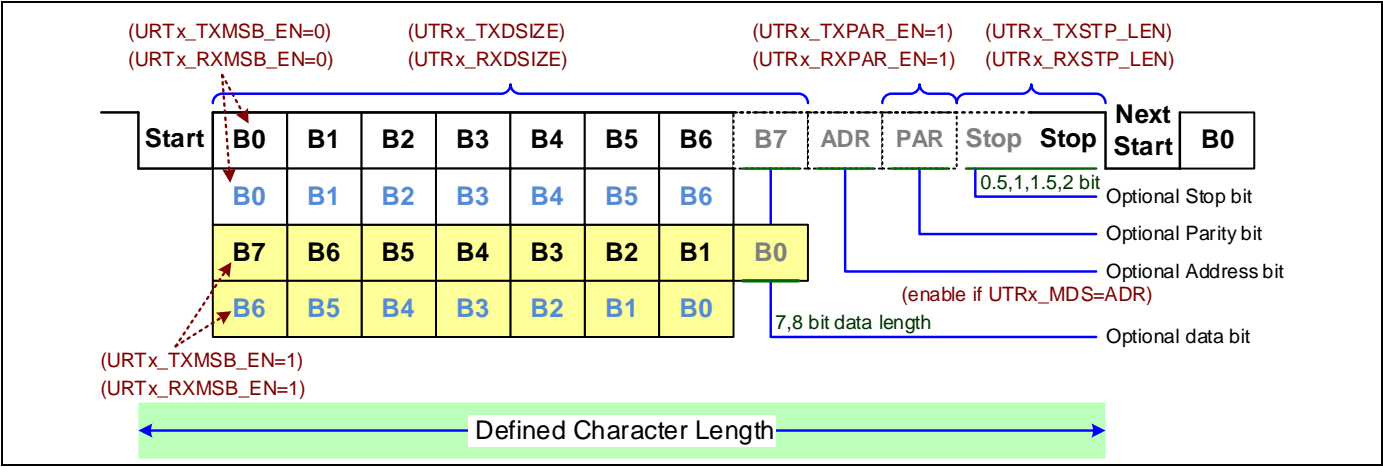 (URTx_TXMSB_EN=0) (UTRx_TXDSIZE) (UTRx_TXPAR_EN=1) (UTRx_TXSTP_LEN)
(URTx_RXMSB_EN=0) (UTRx_RXDSIZE) (UTRx_RXPAR_EN=1) (UTRx_RXSTP_LEN)
Start B0 B1 B2 B3 B4 B5 B6 B7 ADR PAR Stop Stop Next Start B0
B0 B1 B2 B3 B4 B5 B6 0.5,1,1.5,2 bit Optional Stop bit
B7 B6 B5 B4 B3 B2 B1 B0 Optional Parity bit
Optional Address bit
(enable if UTRx_MDS=ADR)
B6 B5 B4 B3 B2 B1 B0 7,8 bit data length Optional data bit
(URTx_TXMSB_EN=1)
(URTx_RXMSB_EN=1)
Defined Character Length